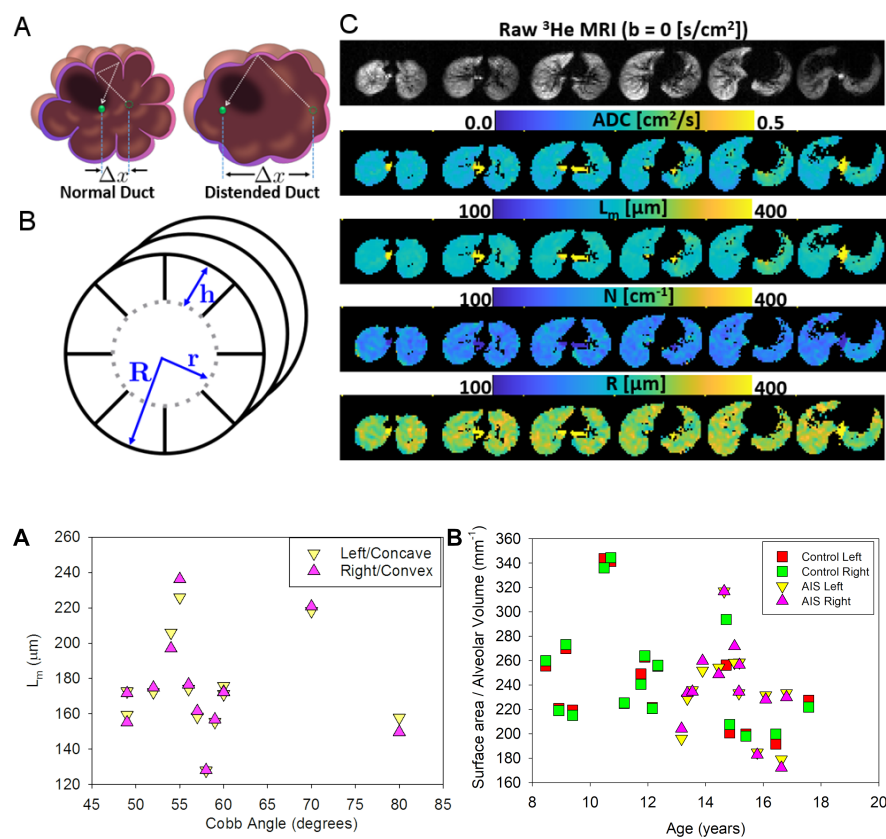 A
Δx
Normal Duct
Δx
Distended Duct
B
h
R
r
C
Raw ³He MRI (b = 0 [s/cm²])
0.0 ADC [cm²/s] 0.5
100 Lₘ [µm] 400
100 N [cm⁻¹] 400
100 R [µm] 400
A
260
240
220
200
180
160
140
120
Lₘ (µm)
45 50 55 60 65 70 75 80 85
Cobb Angle (degrees)
Left/Concave
Right/Convex
B
360
340
320
300
280
260
240
220
200
180
160
Surface area / Alveolar Volume (mm⁻¹)
8 10 12 14 16 18 20
Age (years)
Control Left
Control Right
AIS Left
AIS Right